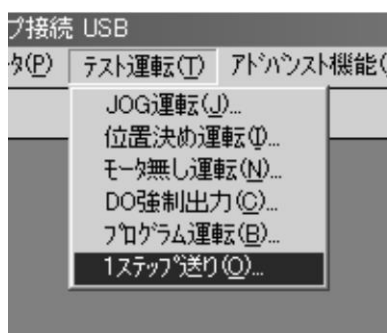 プ接続 USB
タ(P) テスト運転(T) アドバンスト機能(
JOG運転(J)...
位置決め運転(I)...
モータ無し運転(N)...
DO強制出力(C)...
プログラム運転(B)...
1ステップ送り(O)...